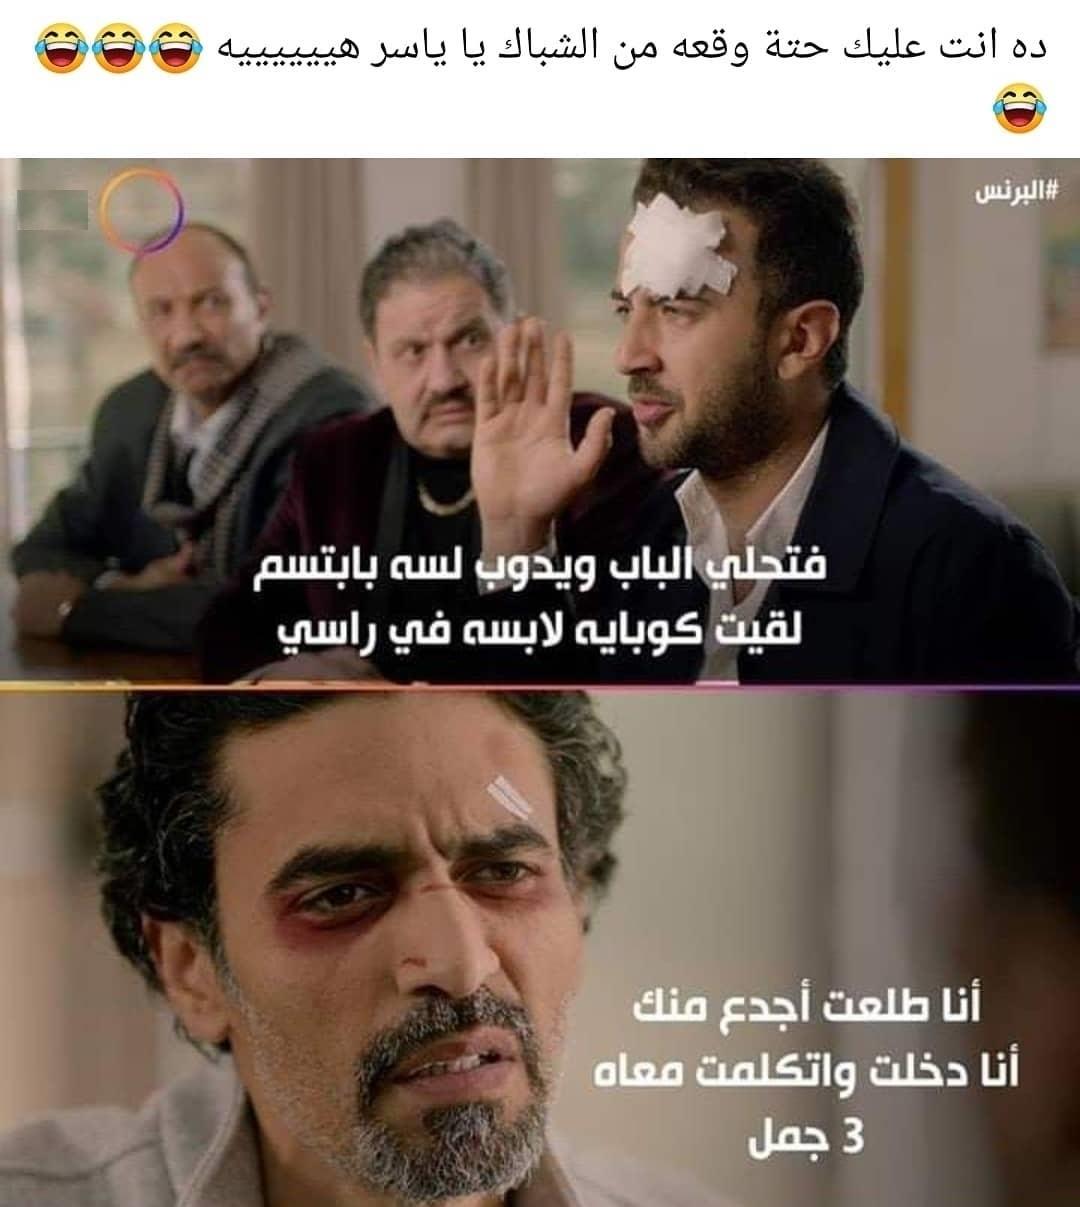 ده انت عليك حتة وقعه من الشباك يا ياسر هيييييييه 😂😂😂
😂
#البرنس
فتحلي الباب ويدوب لسه بابتسم
لقيت كوبايه لابسه في راسي
أنا طلعت أجدع منك
أنا دخلت واتكلمت معاه
3 جمل